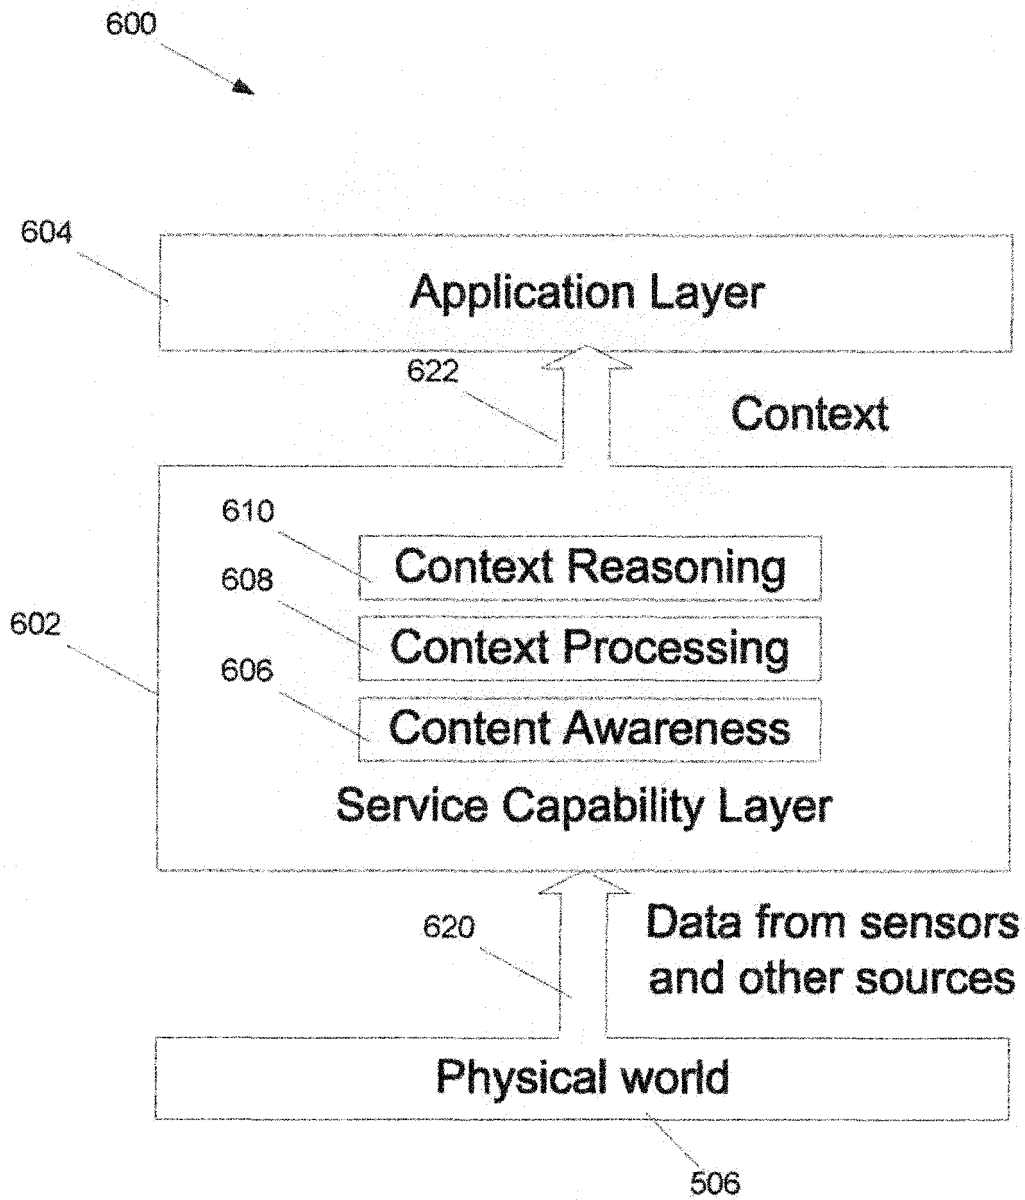 600
604
Application Layer
622
Context
610
Context Reasoning
608
Context Processing
602
606
Content Awareness
Service Capability Layer
620
Data from sensors
and other sources
Physical world
506